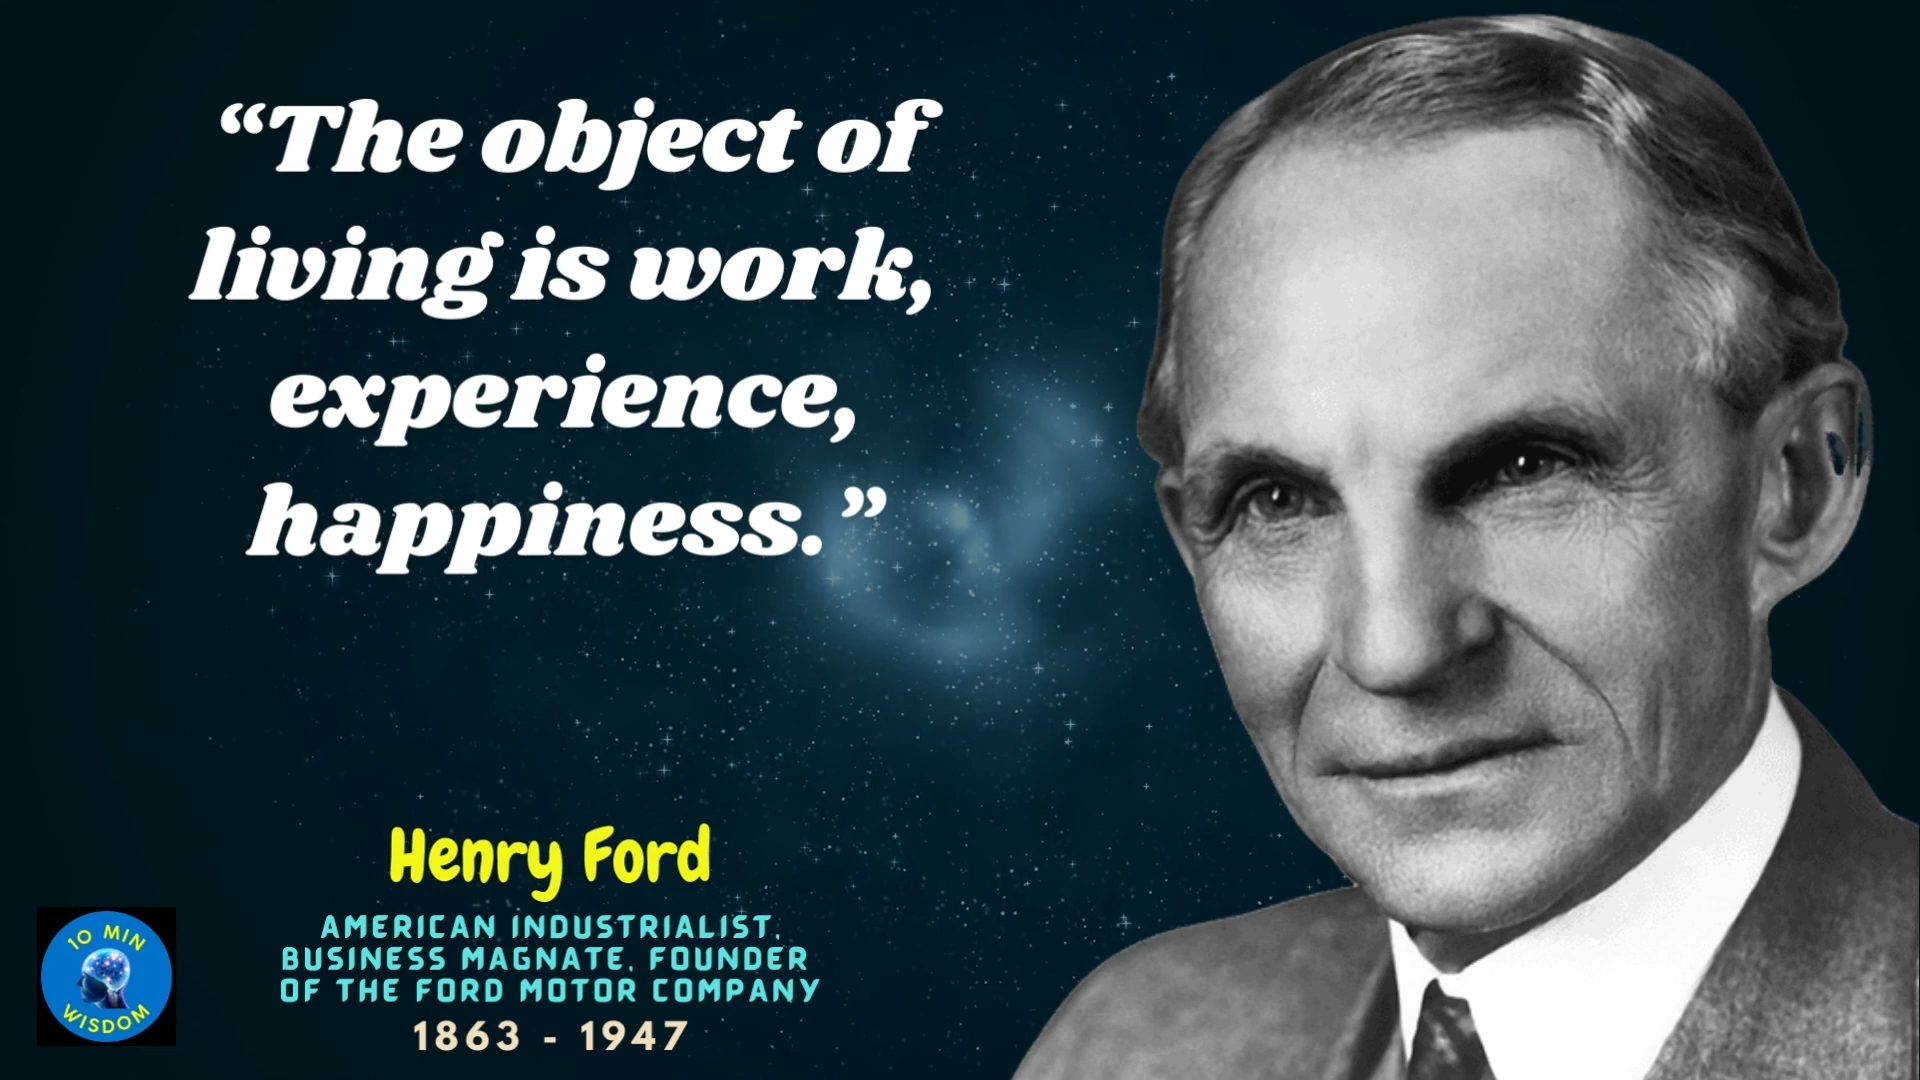 “The object of
living is work,
experience,
happiness.”
Henry Ford
AMERICAN INDUSTRIALIST,
BUSINESS MAGNATE, FOUNDER
OF THE FORD MOTOR COMPANY
1863 - 1947
10 MIN
WISDOM